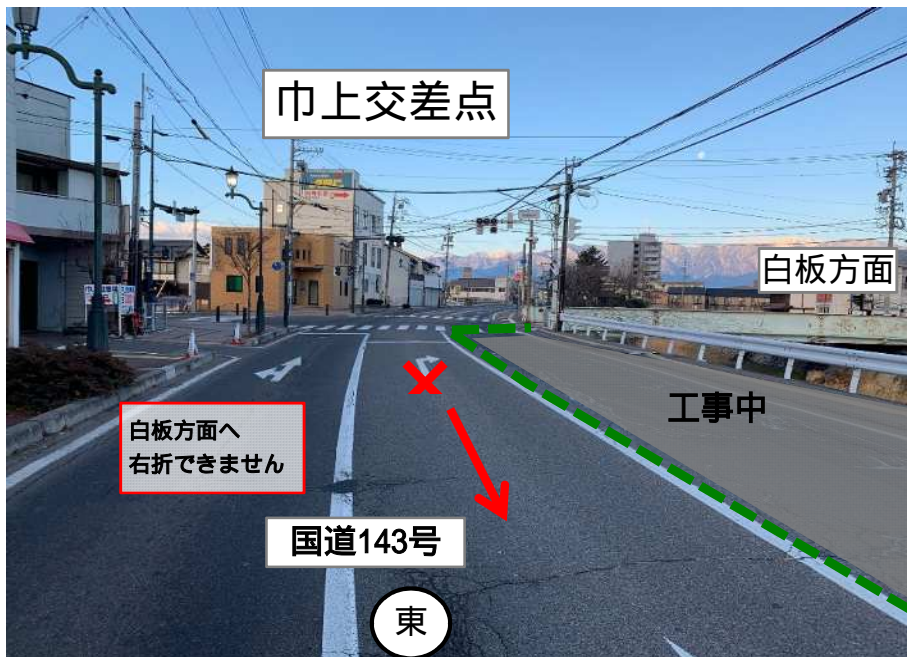 巾上交差点
白板方面
工事中
白板方面へ
右折できません
国道143号
東